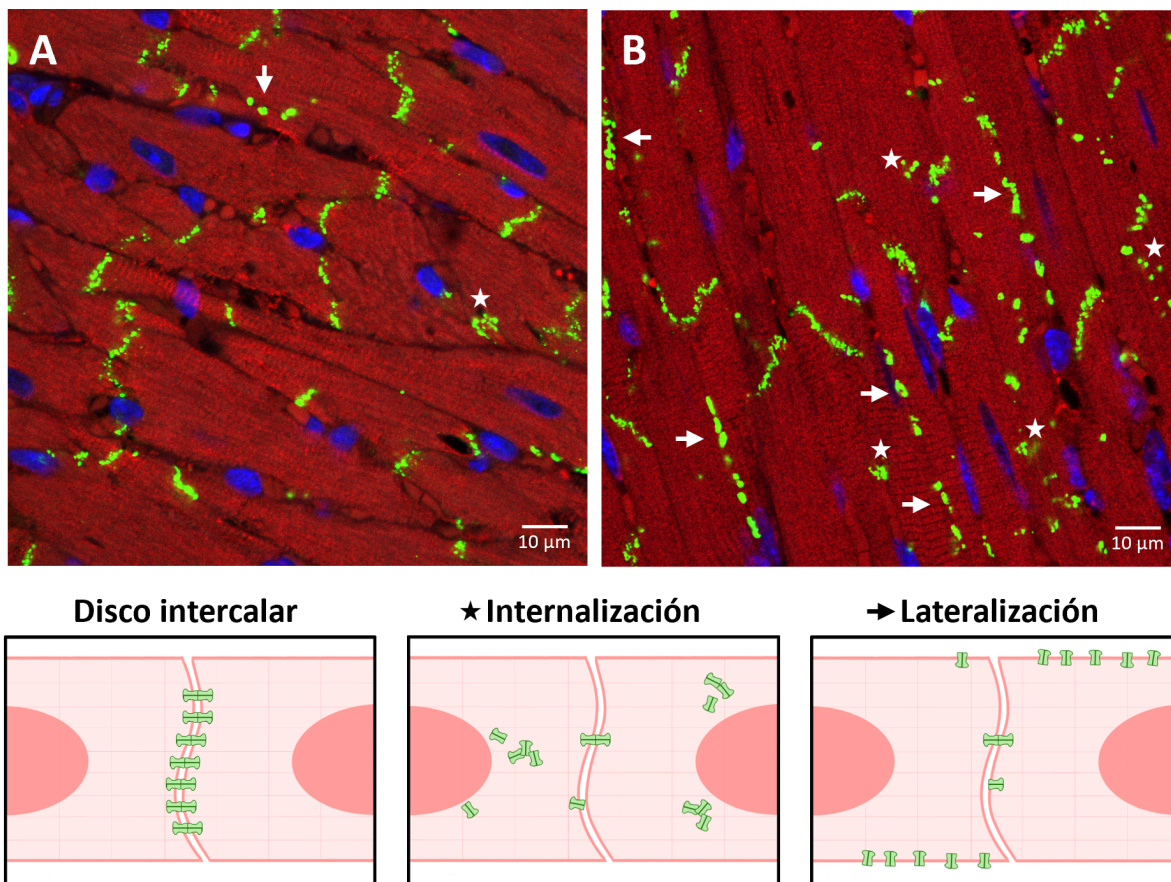 A
B
10 µm
10 µm
Disco intercalar
★ Internalización
→ Lateralización